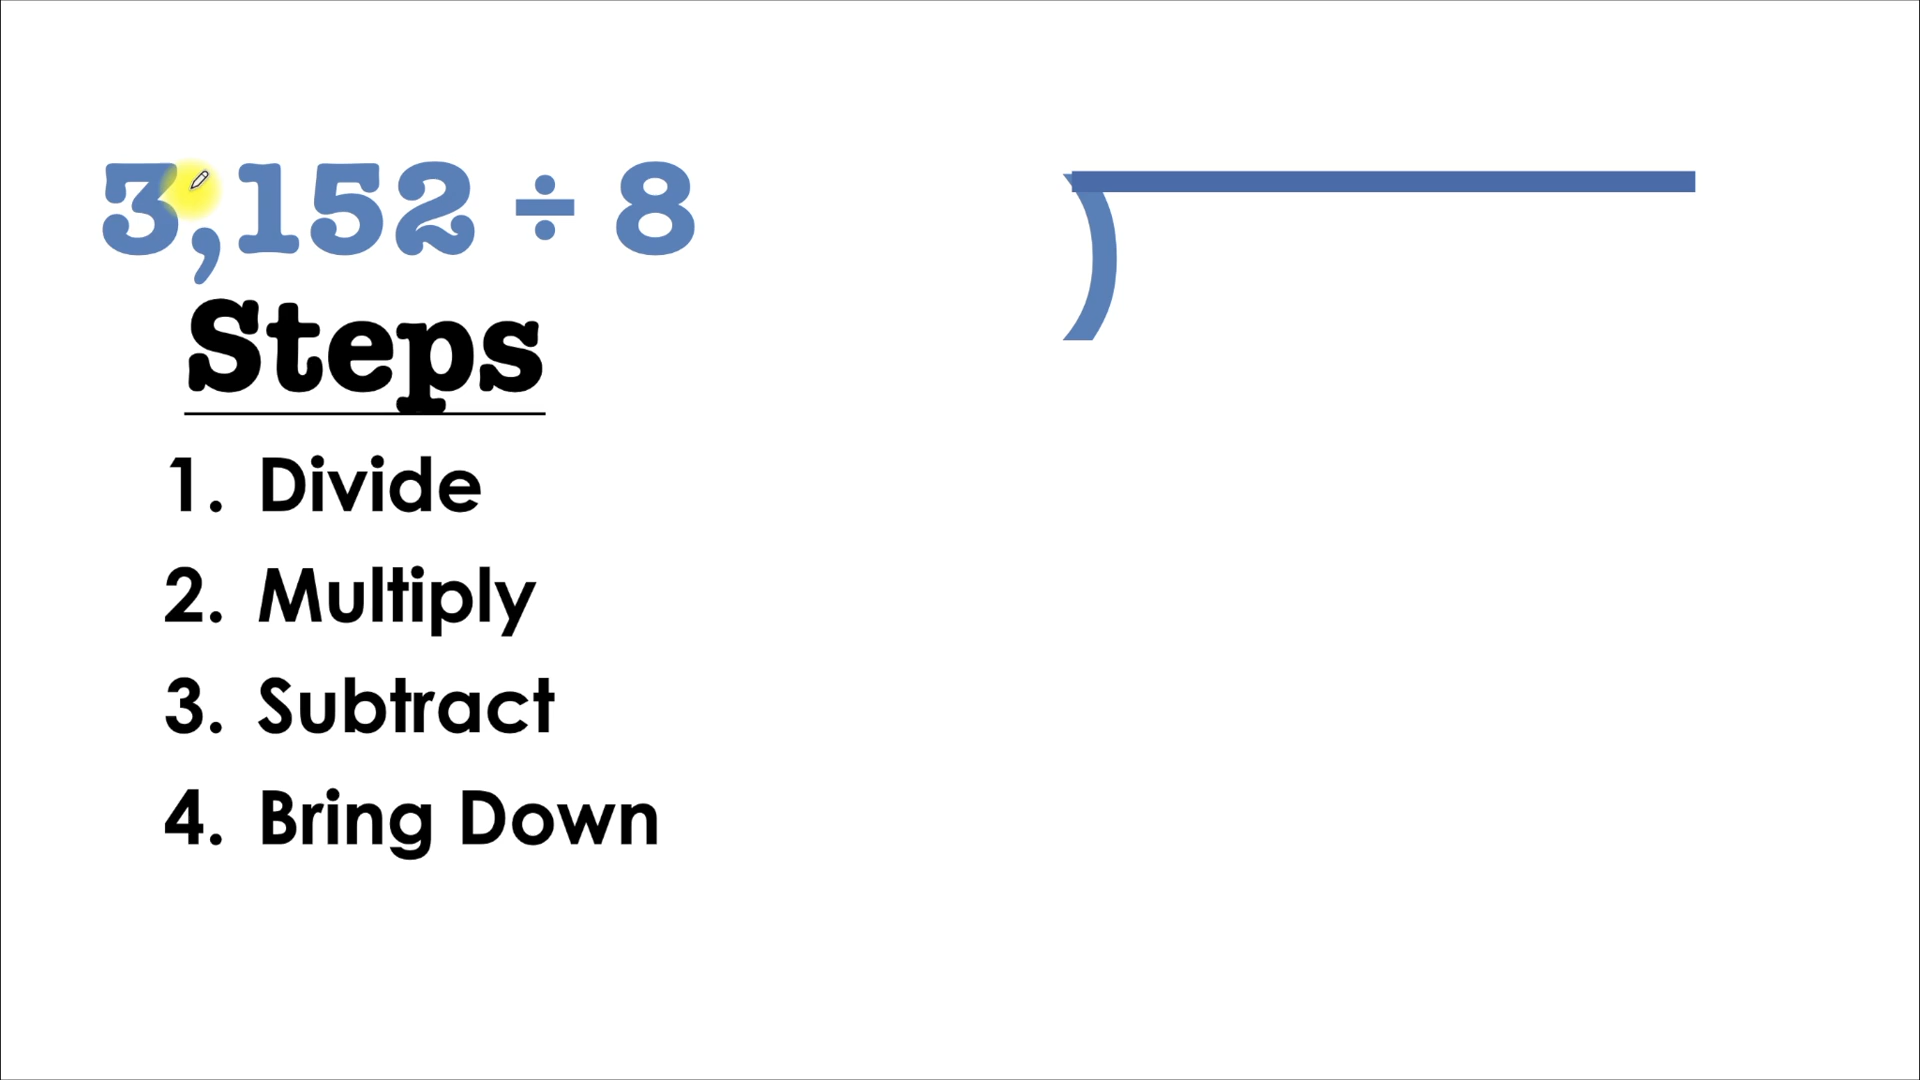 3,152 ÷ 8
Steps
1. Divide
2. Multiply
3. Subtract
4. Bring Down